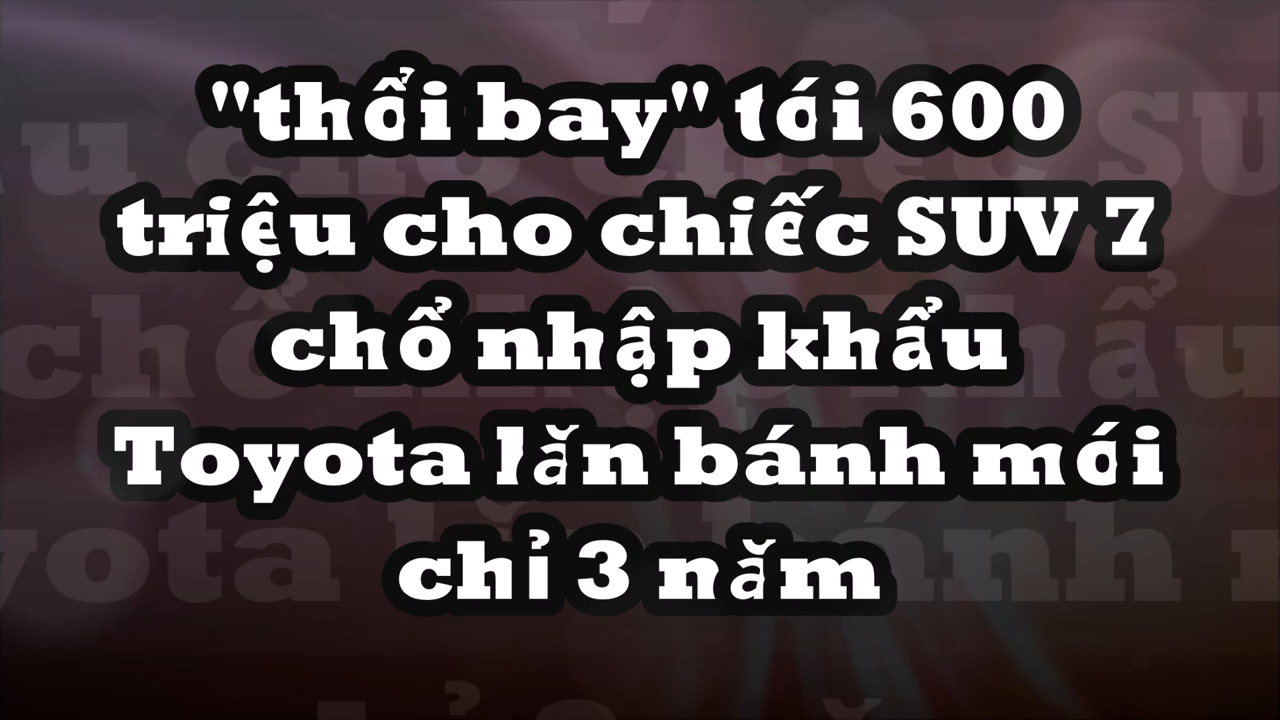 "thổi bay" tới 600
triệu cho chiếc SUV 7
chổ nhập khẩu
Toyota lăn bánh mới
chỉ 3 năm